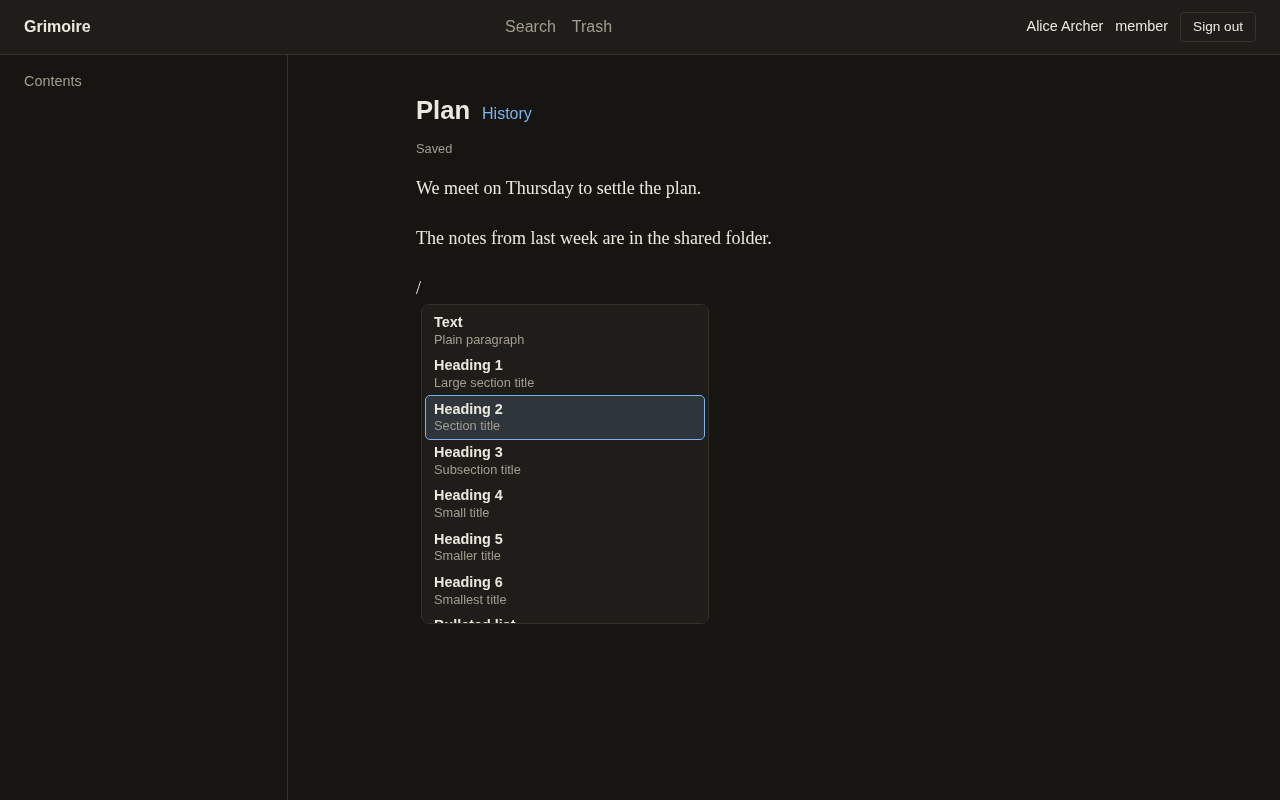 Grimoire
Search Trash
Alice Archer member Sign out
Contents
Plan History
Saved
We meet on Thursday to settle the plan.
The notes from last week are in the shared folder.
/
Text
Plain paragraph
Heading 1
Large section title
Heading 2
Section title
Heading 3
Subsection title
Heading 4
Small title
Heading 5
Smaller title
Heading 6
Smallest title
Bulleted list